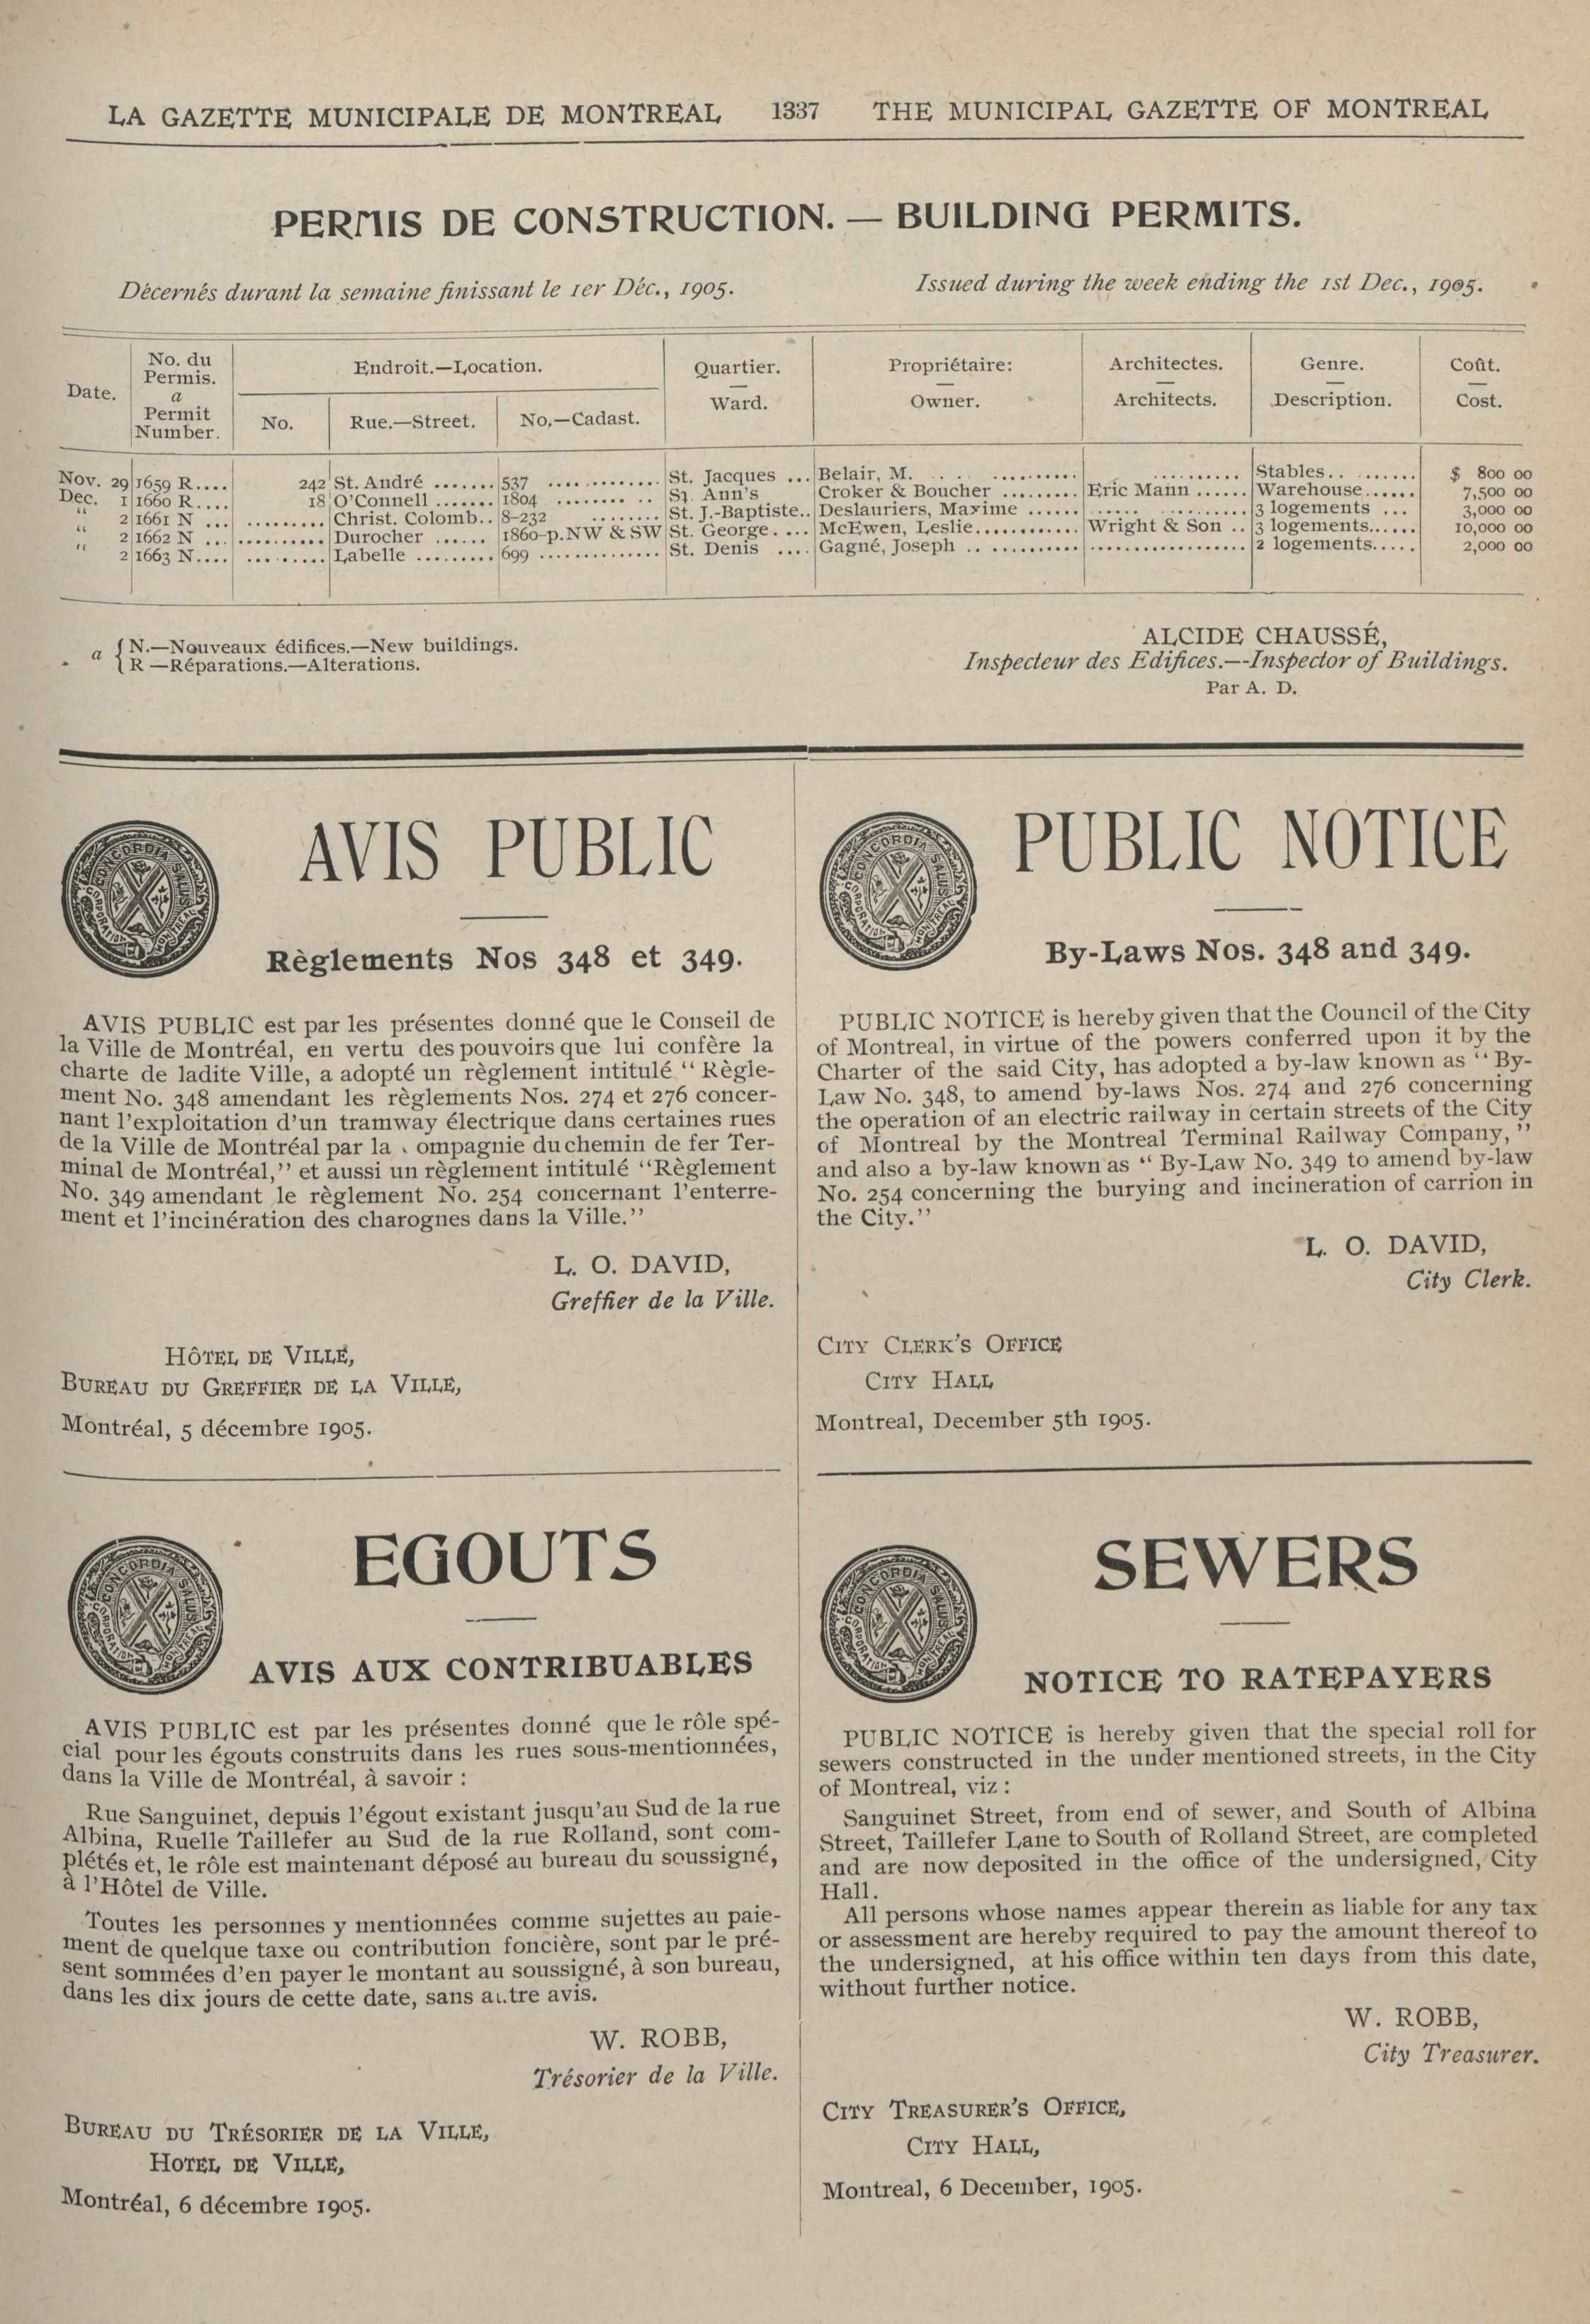 LA GAZETTE MUNICIPALE DE MONTREAL 1337 THE MUNICIPAL GAZETTE OF MONTREAL
PERMIS DE CONSTRUCTION. — BUILDING PERMITS.
Décernés durant la semaine finissant le 1er Déc., 1905. Issued during the week ending the 1st Dec., 1905.
Date. No. du Permis. a Permit Number. Endroit.—Location. No. Rue.—Street. No.—Cadast. Quartier. — Ward. Propriétaire: — Owner. Architectes. — Architects. Genre. — Description. Coût. — Cost.
Nov. 29 1659 R.... 242 St. André ....... 537 ............. St. Jacques ... Belair, M. .............. .......... Stables.......... $ 800 00
Dec. 1 1660 R.... 18 O'Connell ....... 1804 .......... St. Ann's Croker & Boucher ......... Eric Mann ...... Warehouse...... 7,500 00
" 2 1661 N ... ......... Christ. Colomb.. 8-232 ........ St. J.-Baptiste.. Deslauriers, Maxime ...... ............... 3 logements ... 3,000 00
" 2 1662 N ... .......... Durocher ...... 1860-p.NW & SW St. George. ... McEwen, Leslie............ Wright & Son .. 3 logements...... 10,000 00
" 2 1663 N.... ......... Labelle ......... 699 .............. St. Denis .... Gagné, Joseph ............ .................. 2 logements..... 2,000 00
a { N.—Nouveaux édifices.—New buildings.
R —Réparations.—Alterations.
ALCIDE CHAUSSÉ,
Inspecteur des Edifices.—-Inspector of Buildings.
Par A. D.
CONCORDIA SALUS
CORPORATION MONTREAL
AVIS PUBLIC
Règlements Nos 348 et 349.
AVIS PUBLIC est par les présentes donné que le Conseil de
la Ville de Montréal, en vertu des pouvoirs que lui confère la
charte de ladite Ville, a adopté un règlement intitulé "Règle-
ment No. 348 amendant les règlements Nos. 274 et 276 concer-
nant l'exploitation d'un tramway électrique dans certaines rues
de la Ville de Montréal par la ompagnie du chemin de fer Ter-
minal de Montréal," et aussi un règlement intitulé "Règlement
No. 349 amendant le règlement No. 254 concernant l'enterre-
ment et l'incinération des charognes dans la Ville."
L. O. DAVID,
Greffier de la Ville.
HÔTEL DE VILLE,
BUREAU DU GREFFIER DE LA VILLE,
Montréal, 5 décembre 1905.
CONCORDIA SALUS
CORPORATION MONTREAL
PUBLIC NOTICE
By-Laws Nos. 348 and 349.
PUBLIC NOTICE is hereby given that the Council of the City
of Montreal, in virtue of the powers conferred upon it by the
Charter of the said City, has adopted a by-law known as "By-
Law No. 348, to amend by-laws Nos. 274 and 276 concerning
the operation of an electric railway in certain streets of the City
of Montreal by the Montreal Terminal Railway Company,"
and also a by-law known as "By-Law No. 349 to amend by-law
No. 254 concerning the burying and incineration of carrion in
the City."
L. O. DAVID,
City Clerk.
CITY CLERK'S OFFICE
CITY HALL
Montreal, December 5th 1905.
CONCORDIA SALUS
CORPORATION MONTREAL
EGOUTS
AVIS AUX CONTRIBUABLES
AVIS PUBLIC est par les présentes donné que le rôle spé-
cial pour les égouts construits dans les rues sous-mentionnées,
dans la Ville de Montréal, à savoir :
Rue Sanguinet, depuis l'égout existant jusqu'au Sud de la rue
Albina, Ruelle Taillefer au Sud de la rue Rolland, sont com-
plétés et, le rôle est maintenant déposé au bureau du soussigné,
à l'Hôtel de Ville.
Toutes les personnes y mentionnées comme sujettes au paie-
ment de quelque taxe ou contribution foncière, sont par le pré-
sent sommées d'en payer le montant au soussigné, à son bureau,
dans les dix jours de cette date, sans autre avis.
W. ROBB,
Trésorier de la Ville.
BUREAU DU TRÉSORIER DE LA VILLE,
HOTEL DE VILLE,
Montréal, 6 décembre 1905.
CONCORDIA SALUS
CORPORATION MONTREAL
SEWERS
NOTICE TO RATEPAYERS
PUBLIC NOTICE is hereby given that the special roll for
sewers constructed in the under mentioned streets, in the City
of Montreal, viz :
Sanguinet Street, from end of sewer, and South of Albina
Street, Taillefer Lane to South of Rolland Street, are completed
and are now deposited in the office of the undersigned, City
Hall.
All persons whose names appear therein as liable for any tax
or assessment are hereby required to pay the amount thereof to
the undersigned, at his office within ten days from this date,
without further notice.
W. ROBB,
City Treasurer.
CITY TREASURER'S OFFICE,
CITY HALL,
Montreal, 6 December, 1905.